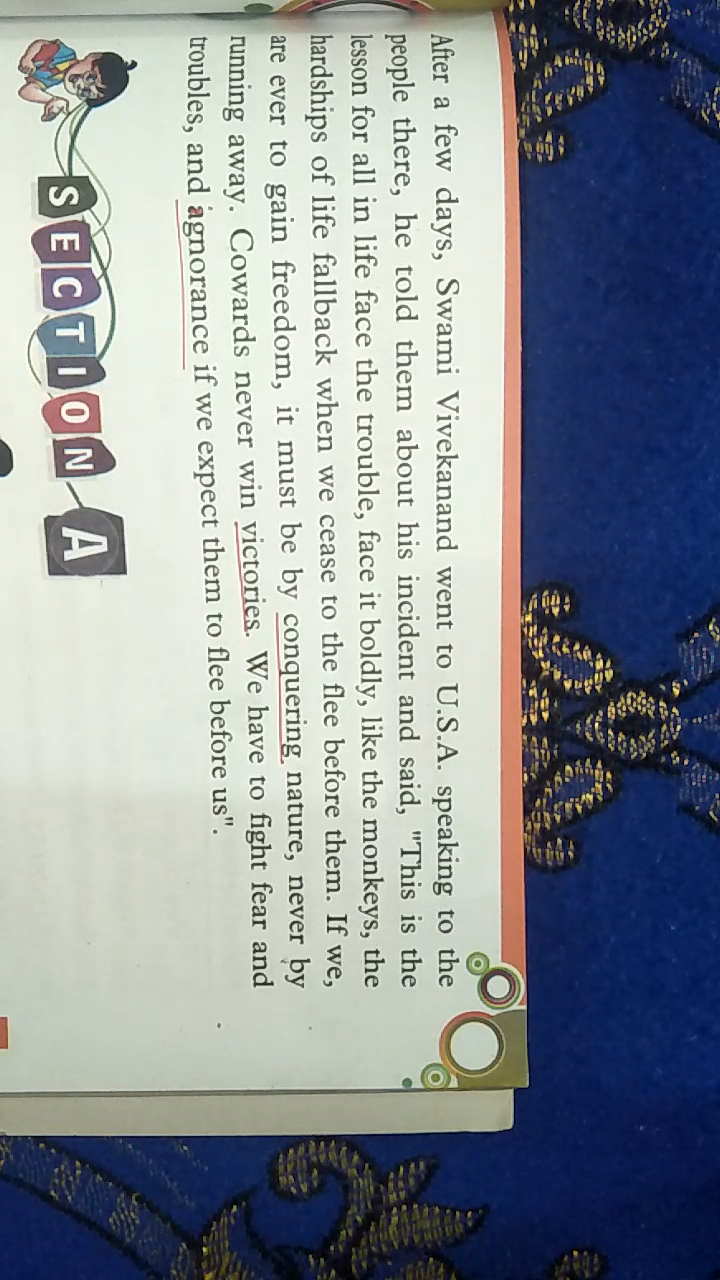 After a few days, Swami Vivekanand went to U.S.A. speaking to the
people there, he told them about his incident and said, "This is the
lesson for all in life face the trouble, face it boldly, like the monkeys, the
hardships of life fallback when we cease to the flee before them. If we,
are ever to gain freedom, it must be by conquering nature, never by
running away. Cowards never win victories. We have to fight fear and
troubles, and agnorance if we expect them to flee before us".
SECTION A